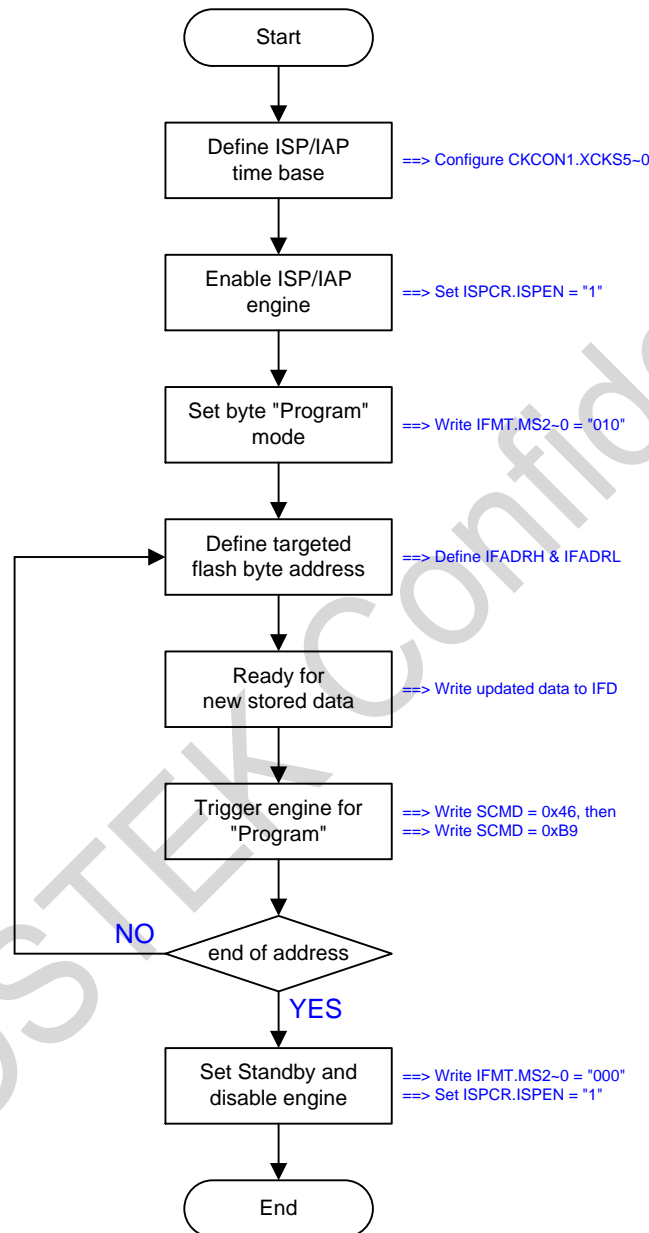 Start
Define ISP/IAP
time base
==> Configure CKCON1.XCKS5~0
Enable ISP/IAP
engine
==> Set ISPCR.ISPEN = "1"
Set byte "Program"
mode
==> Write IFMT.MS2~0 = "010"
Define targeted
flash byte address
==> Define IFADRH & IFADRL
Ready for
new stored data
==> Write updated data to IFD
Trigger engine for
"Program"
==> Write SCMD = 0x46, then
==> Write SCMD = 0xB9
NO
end of address
YES
Set Standby and
disable engine
==> Write IFMT.MS2~0 = "000"
==> Set ISPCR.ISPEN = "1"
End